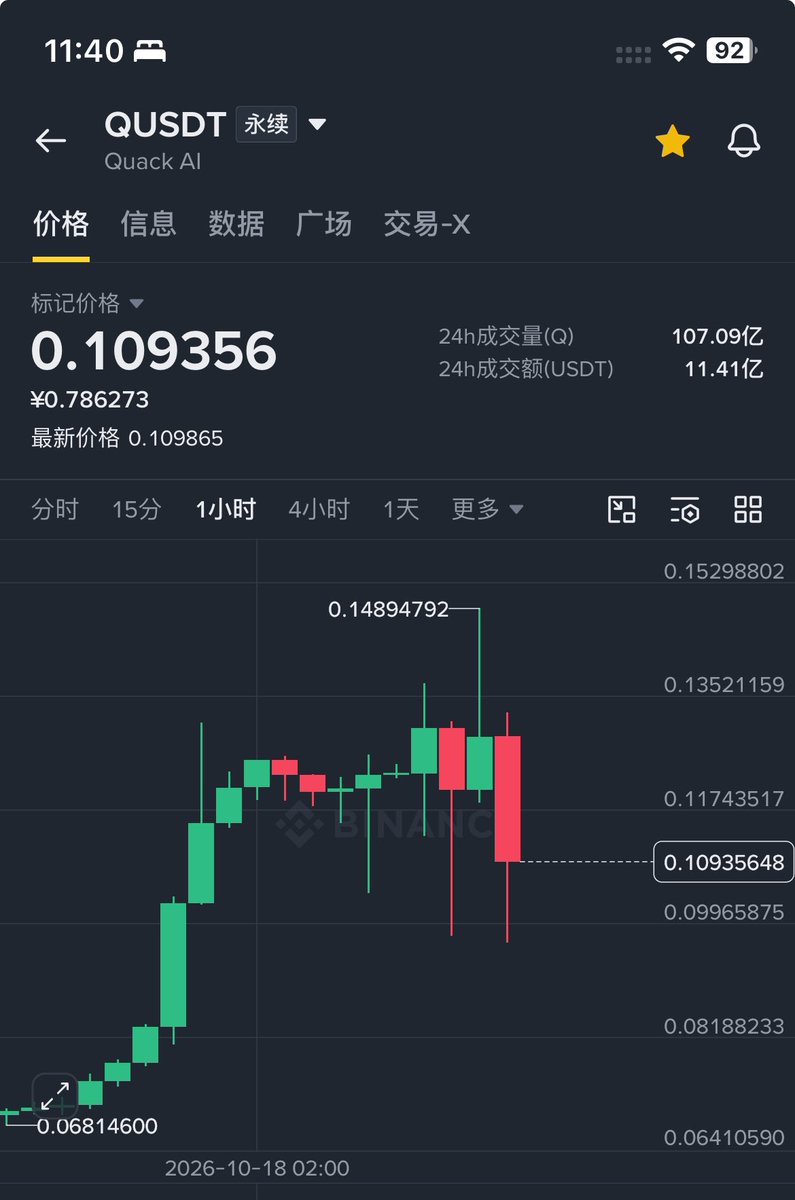 11:40
92
QUSDT 永续
Quack AI
价格 信息 数据 广场 交易-X
标记价格
0.109356
¥0.786273
最新价格 0.109865
24h成交量(Q) 107.09亿
24h成交额(USDT) 11.41亿
分时 15分 1小时 4小时 1天 更多
0.15298802
0.14894792
0.13521159
0.11743517
BINANC
0.10935648
0.09965875
0.08188233
0.06814600
0.06410590
2026-10-18 02:00